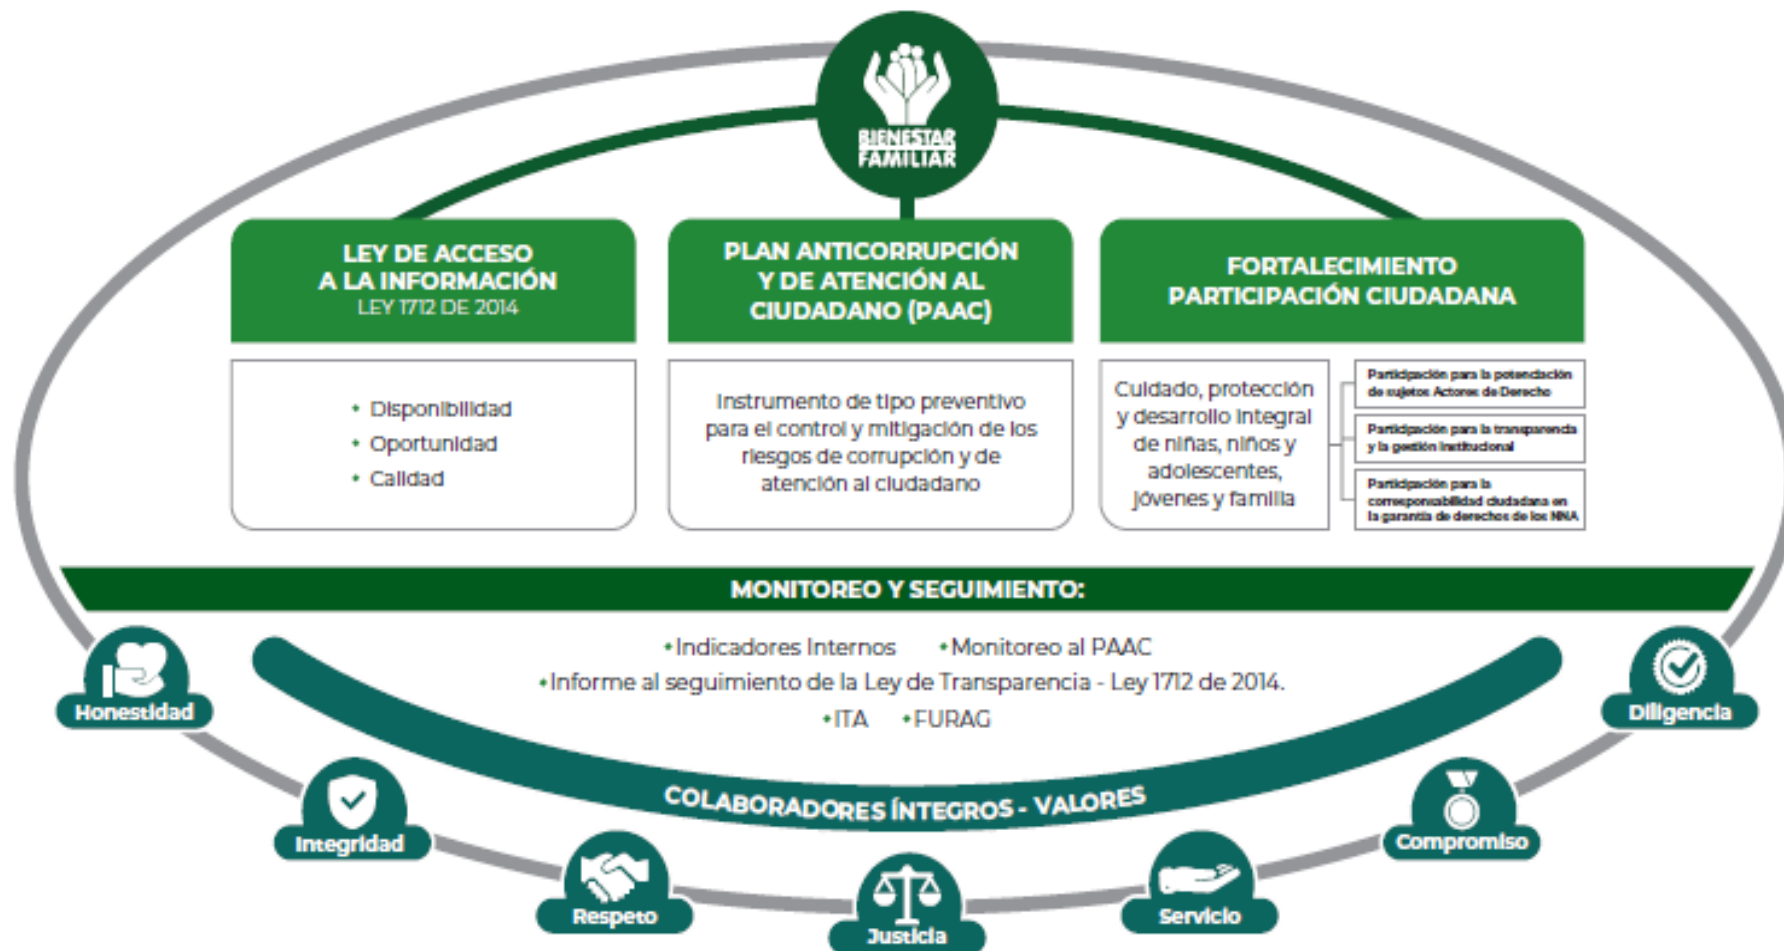 BIENESTAR
FAMILIAR
LEY DE ACCESO
A LA INFORMACIÓN
LEY 1712 DE 2014
• Disponibilidad
• Oportunidad
• Calidad
PLAN ANTICORRUPCIÓN
Y DE ATENCIÓN AL
CIUDADANO (PAAC)
Instrumento de tipo preventivo
para el control y mitigación de los
riesgos de corrupción y de
atención al ciudadano
FORTALECIMIENTO
PARTICIPACIÓN CIUDADANA
Cuidado, protección
y desarrollo integral
de niñas, niños y
adolescentes,
jóvenes y familia
Participación para la potenciación
de sujetos Actores de Derecho
Participación para la transparencia
y la gestión institucional
Participación para la
corresponsabilidad ciudadana en
la garantía de derechos de los NNA
MONITOREO Y SEGUIMIENTO:
•Indicadores Internos •Monitoreo al PAAC
•Informe al seguimiento de la Ley de Transparencia - Ley 1712 de 2014.
•ITA •FURAG
COLABORADORES ÍNTEGROS - VALORES
Honestidad
Integridad
Respeto
Justicia
Servicio
Compromiso
Diligencia